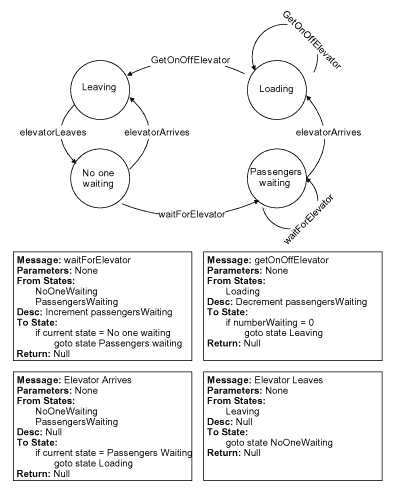 GetOnOffElevator
GetOnOffElevator
Leaving
Loading
elevatorLeaves
elevatorArrives
elevatorArrives
No one
waiting
Passengers
waiting
waitForElevator
waitForElevator
Message: waitForElevator
Parameters: None
From States:
NoOneWaiting
PassengersWaiting
Desc: Increment passengersWaiting
To State:
if current state = No one waiting
goto state Passengers waiting
Return: Null
Message: getOnOffElevator
Parameters: None
From States:
Loading
Desc: Decrement passengersWaiting
To State:
if numberWaiting = 0
goto state Leaving
Return: Null
Message: Elevator Arrives
Parameters: None
From States:
NoOneWaiting
PassengersWaiting
Desc: Null
To State:
if current state = Passengers Waiting
goto state Loading
Return: Null
Message: Elevator Leaves
Parameters: None
From States:
Leaving
Desc: Null
To State:
goto state NoOneWaiting
Return: Null